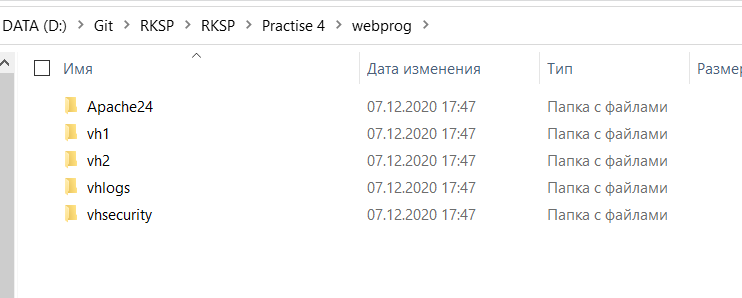 DATA (D:) > Git > RKSP > RKSP > Practise 4 > webprog >
Имя Дата изменения Тип Размер
Apache24 07.12.2020 17:47 Папка с файлами
vh1 07.12.2020 17:47 Папка с файлами
vh2 07.12.2020 17:47 Папка с файлами
vhlogs 07.12.2020 17:47 Папка с файлами
vhsecurity 07.12.2020 17:47 Папка с файлами